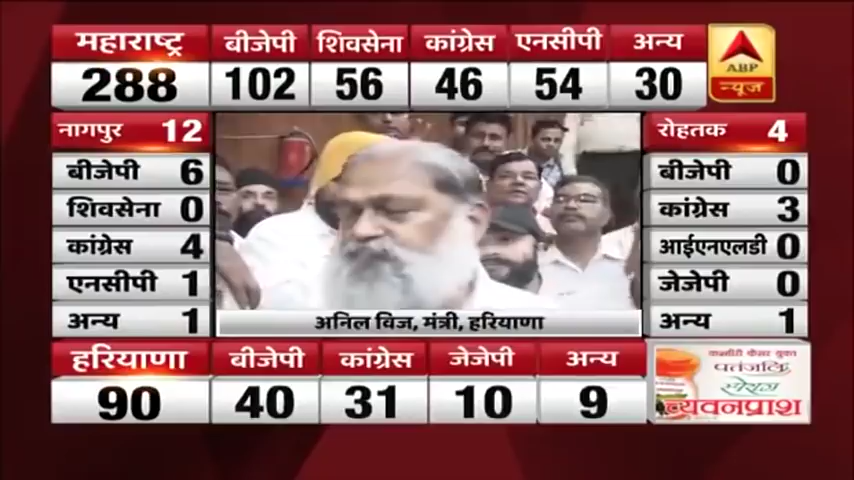 महाराष्ट्र बीजेपी शिवसेना कांग्रेस एनसीपी अन्य
288 102 56 46 54 30
ABP
न्यूज़
नागपुर 12
बीजेपी 6
शिवसेना 0
कांग्रेस 4
एनसीपी 1
अन्य 1
रोहतक 4
बीजेपी 0
कांग्रेस 3
आईएनएलडी 0
जेजेपी 0
अन्य 1
अनिल विज, मंत्री, हरियाणा
हरियाणा बीजेपी कांग्रेस जेजेपी अन्य
90 40 31 10 9
युक्त
पतंजलि
स्पेशल
च्यवनप्राश